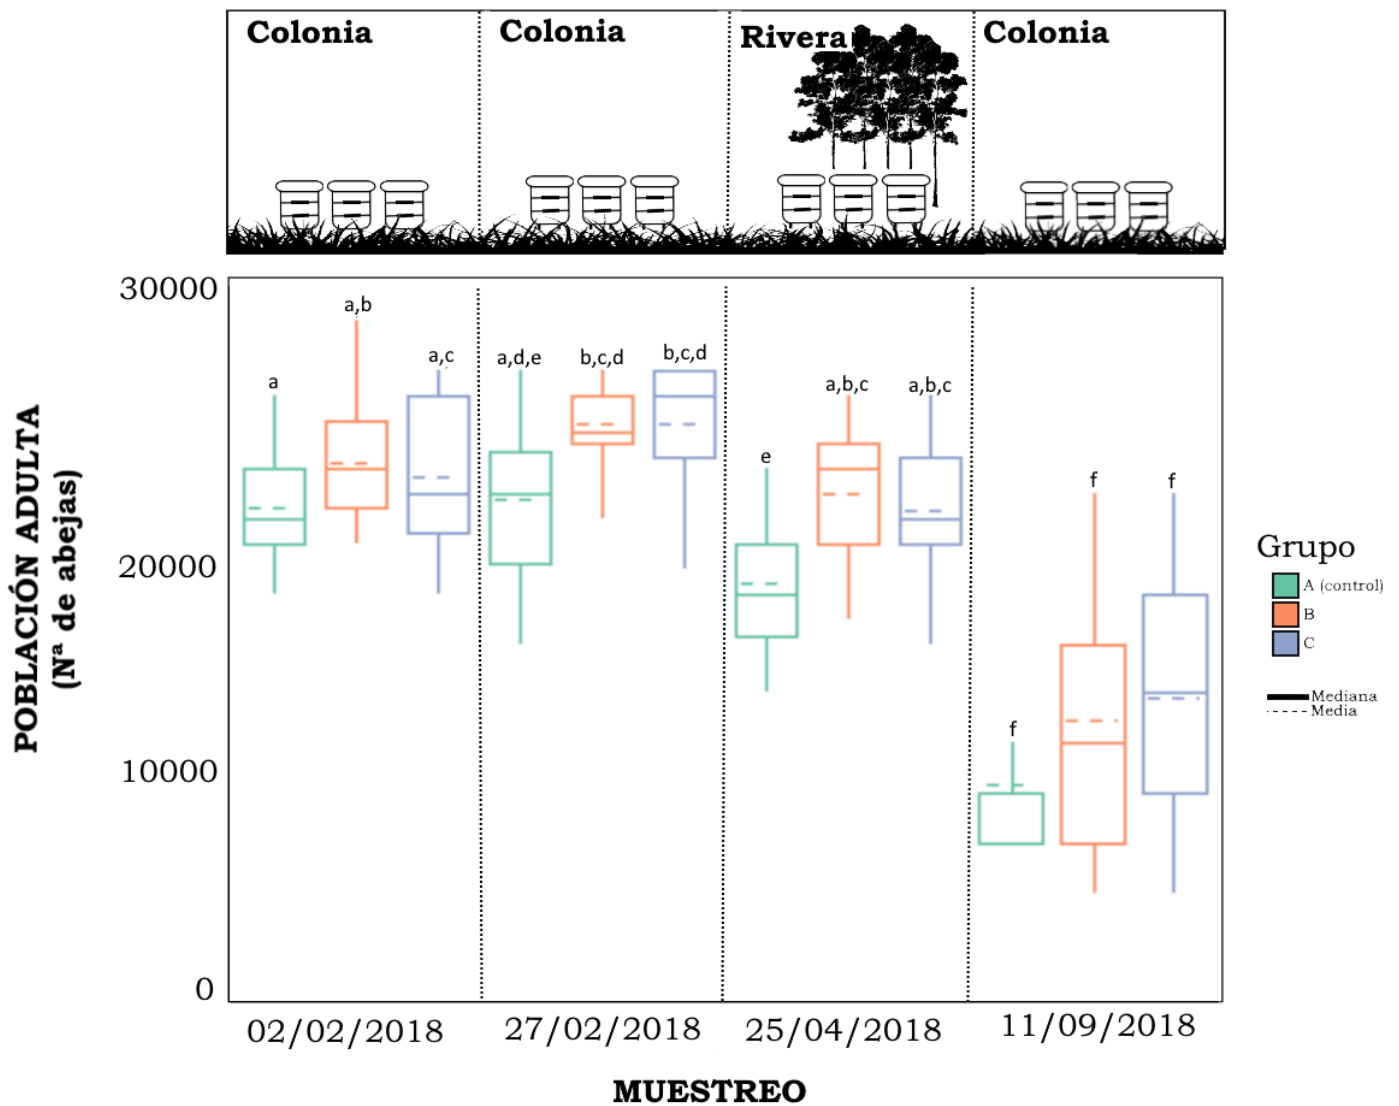 Colonia
Colonia
Rivera
Colonia
POBLACIÓN ADULTA
(Nª de abejas)
30000
20000
10000
0
a
a,b
a,c
a,d,e
b,c,d
b,c,d
e
a,b,c
a,b,c
f
f
f
Grupo
A (control)
B
C
Mediana
Media
02/02/2018
27/02/2018
25/04/2018
11/09/2018
MUESTREO